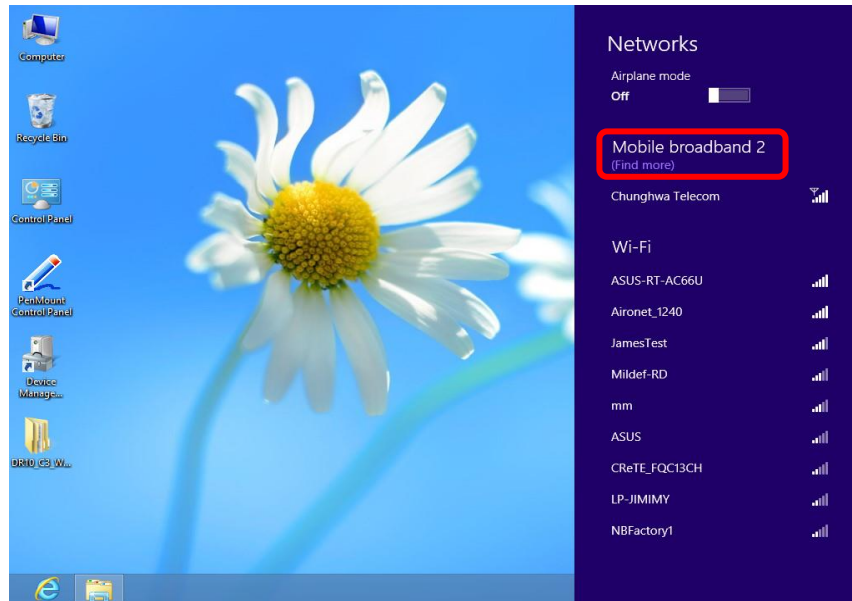 Computer
Recycle Bin
Control Panel
PenMount
Control Panel
Device
Manage...
DR10_C3_W...
Networks
Airplane mode
Off
Mobile broadband 2
(Find more)
Chunghwa Telecom
Wi-Fi
ASUS-RT-AC66U
Aironet_1240
JamesTest
Mildef-RD
mm
ASUS
CReTE_FQC13CH
LP-JIMIMY
NBFactory1